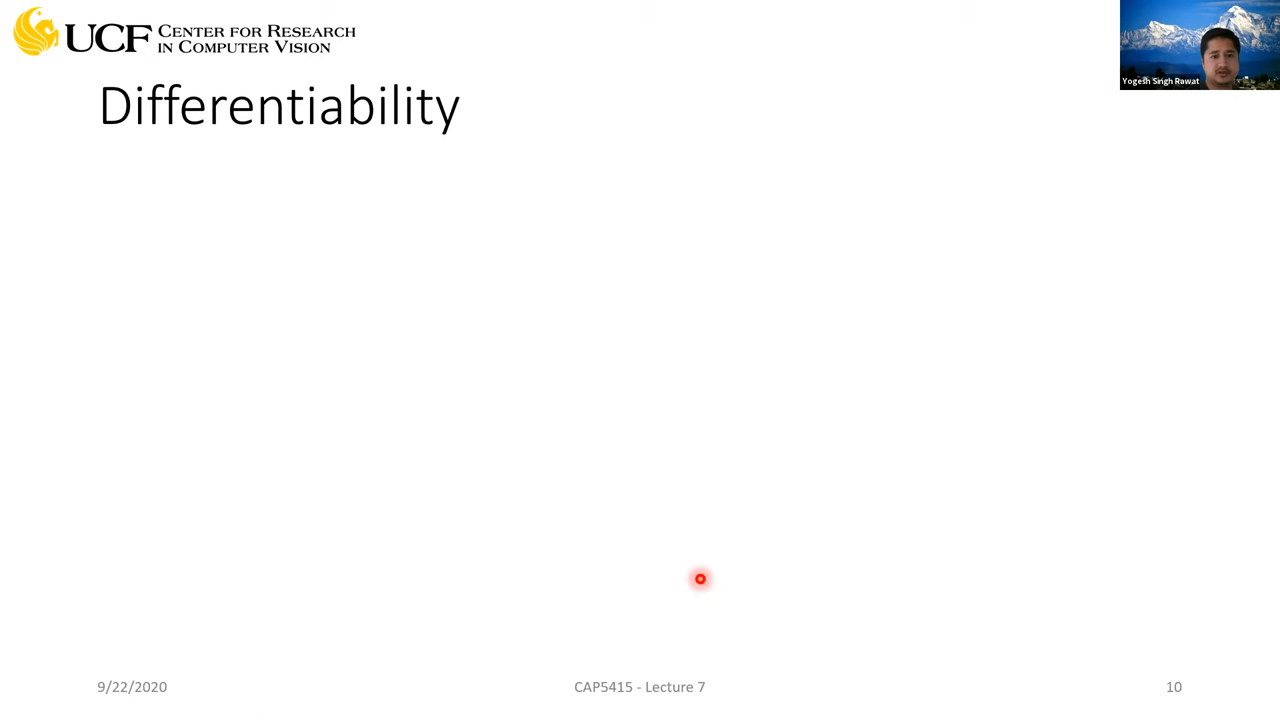 UCF CENTER FOR RESEARCH
IN COMPUTER VISION
Yogesh Singh Rawat
Differentiability
9/22/2020
CAP5415 - Lecture 7
10